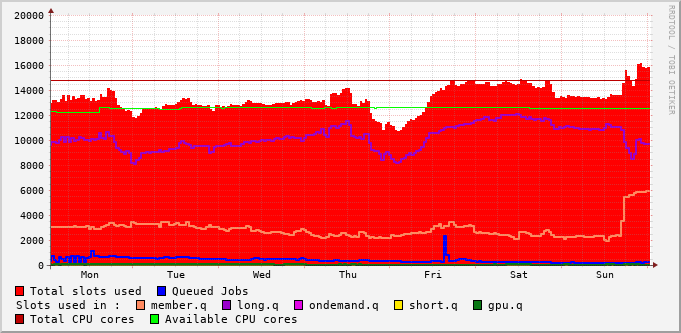 RRDTOOL / TOBI OETIKER
20000
18000
16000
14000
12000
10000
8000
6000
4000
2000
0
Mon Tue Wed Thu Fri Sat Sun
Total slots used Queued Jobs
Slots used in : member.q long.q ondemand.q short.q gpu.q
Total CPU cores Available CPU cores